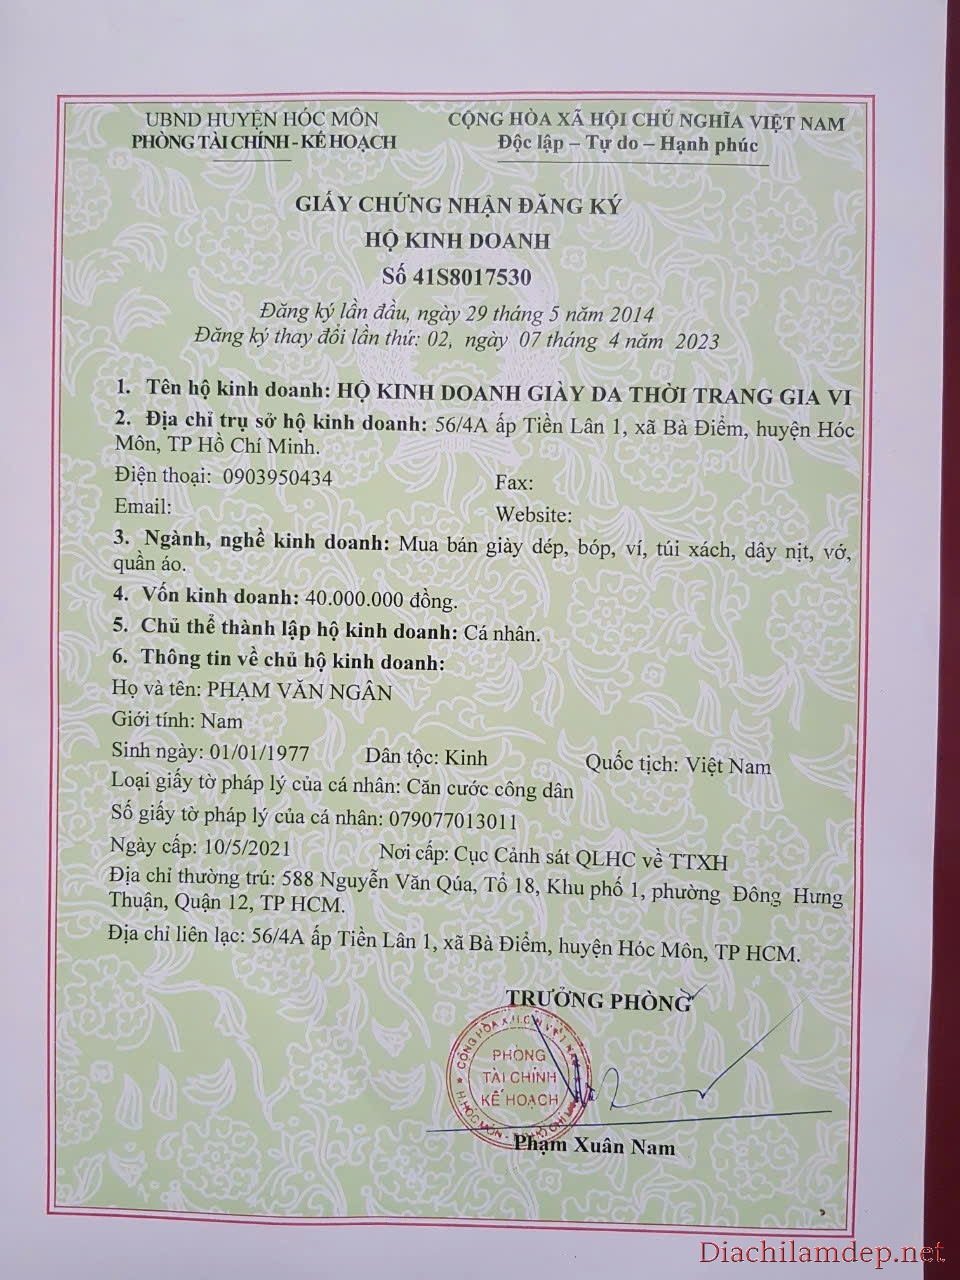 UBND HUYỆN HÓC MÔN
PHÒNG TÀI CHÍNH - KẾ HOẠCH
CỘNG HÒA XÃ HỘI CHỦ NGHĨA VIỆT NAM
Độc lập – Tự do – Hạnh phúc
GIẤY CHỨNG NHẬN ĐĂNG KÝ
HỘ KINH DOANH
Số 41S8017530
Đăng ký lần đầu, ngày 29 tháng 5 năm 2014
Đăng ký thay đổi lần thứ: 02, ngày 07 tháng 4 năm 2023
1. Tên hộ kinh doanh: HỘ KINH DOANH GIÀY DA THỜI TRANG GIA VI
2. Địa chỉ trụ sở hộ kinh doanh: 56/4A ấp Tiền Lân 1, xã Bà Điểm, huyện Hóc
Môn, TP Hồ Chí Minh.
Điện thoại: 0903950434 Fax:
Email: Website:
3. Ngành, nghề kinh doanh: Mua bán giày dép, bóp, ví, túi xách, dây nịt, vớ,
quần áo.
4. Vốn kinh doanh: 40.000.000 đồng.
5. Chủ thể thành lập hộ kinh doanh: Cá nhân.
6. Thông tin về chủ hộ kinh doanh:
Họ và tên: PHẠM VĂN NGÂN
Giới tính: Nam
Sinh ngày: 01/01/1977 Dân tộc: Kinh Quốc tịch: Việt Nam
Loại giấy tờ pháp lý của cá nhân: Căn cước công dân
Số giấy tờ pháp lý của cá nhân: 079077013011
Ngày cấp: 10/5/2021 Nơi cấp: Cục Cảnh sát QLHC về TTXH
Địa chỉ thường trú: 588 Nguyễn Văn Qúa, Tổ 18, Khu phố 1, phường Đông Hưng
Thuận, Quận 12, TP HCM.
Địa chỉ liên lạc: 56/4A ấp Tiền Lân 1, xã Bà Điểm, huyện Hóc Môn, TP HCM.
TRƯỞNG PHÒNG
CỘNG HÒA X.H.C.N VIỆT NAM
PHÒNG
TÀI CHÍNH
KẾ HOẠCH
H.HÓC MÔN
Phạm Xuân Nam
Diachilamdep.net